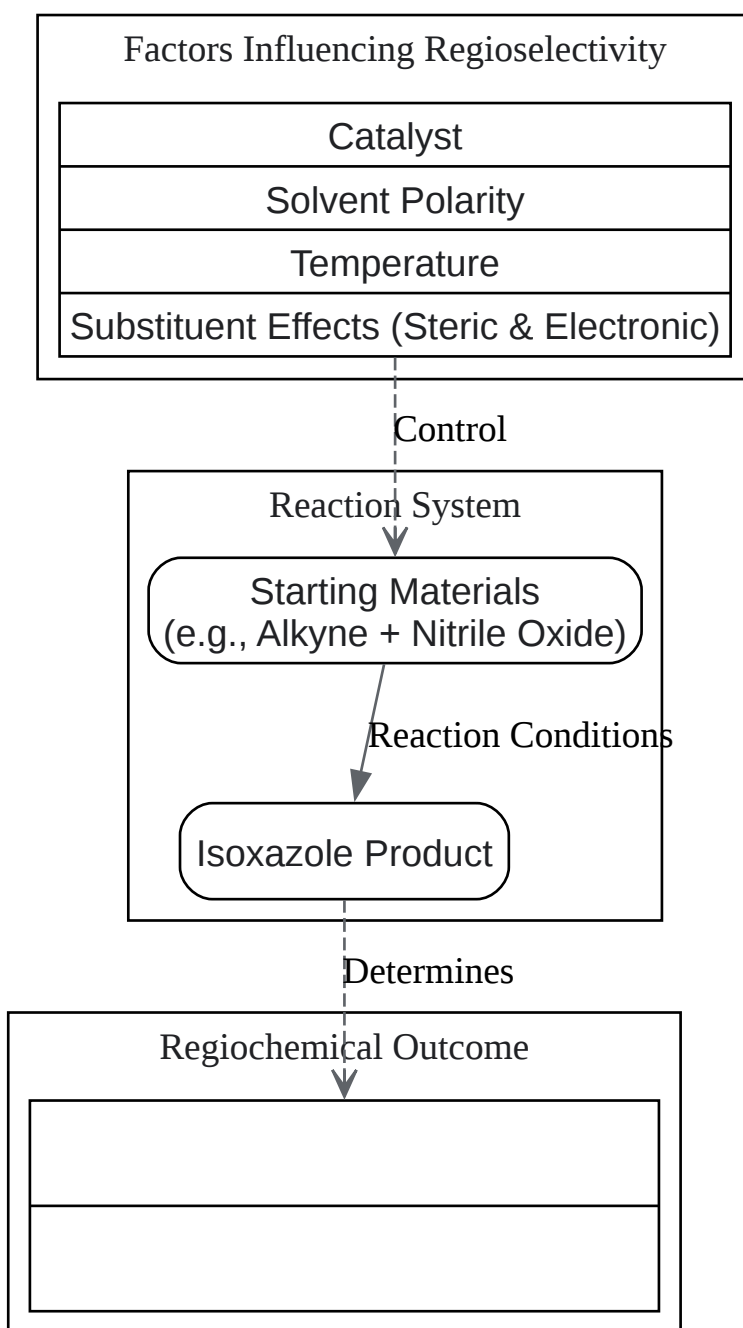 Factors Influencing Regioselectivity
Catalyst
Solvent Polarity
Temperature
Substituent Effects (Steric & Electronic)
Control
Reaction System
Starting Materials
(e.g., Alkyne + Nitrile Oxide)
Reaction Conditions
Isoxazole Product
Determines
Regiochemical Outcome